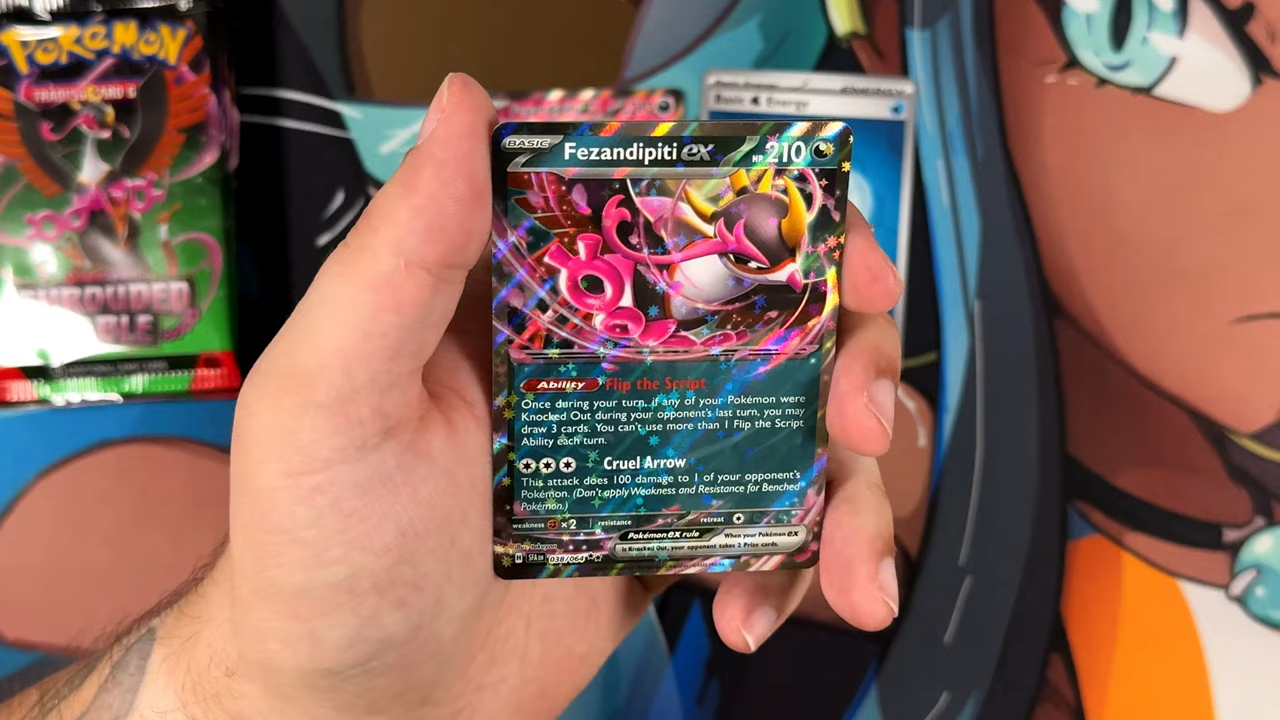 POKÉMON
TRADING CARD G
SHROUDED
BLE
Basic Energy
ENERGY
BASIC
Fezandipiti ex
HP 210
Ability Flip the Script
Once during your turn, if any of your Pokémon were
Knocked Out during your opponent's last turn, you may
draw 3 cards. You can't use more than 1 Flip the Script
Ability each turn.
Cruel Arrow
This attack does 100 damage to 1 of your opponent's
Pokémon. (Don't apply Weakness and Resistance for Benched
Pokémon.)
weakness ×2 resistance retreat
Pokémon ex rule When your Pokémon ex
is Knocked Out, your opponent takes 2 Prize cards.
H SFA EN 038/064